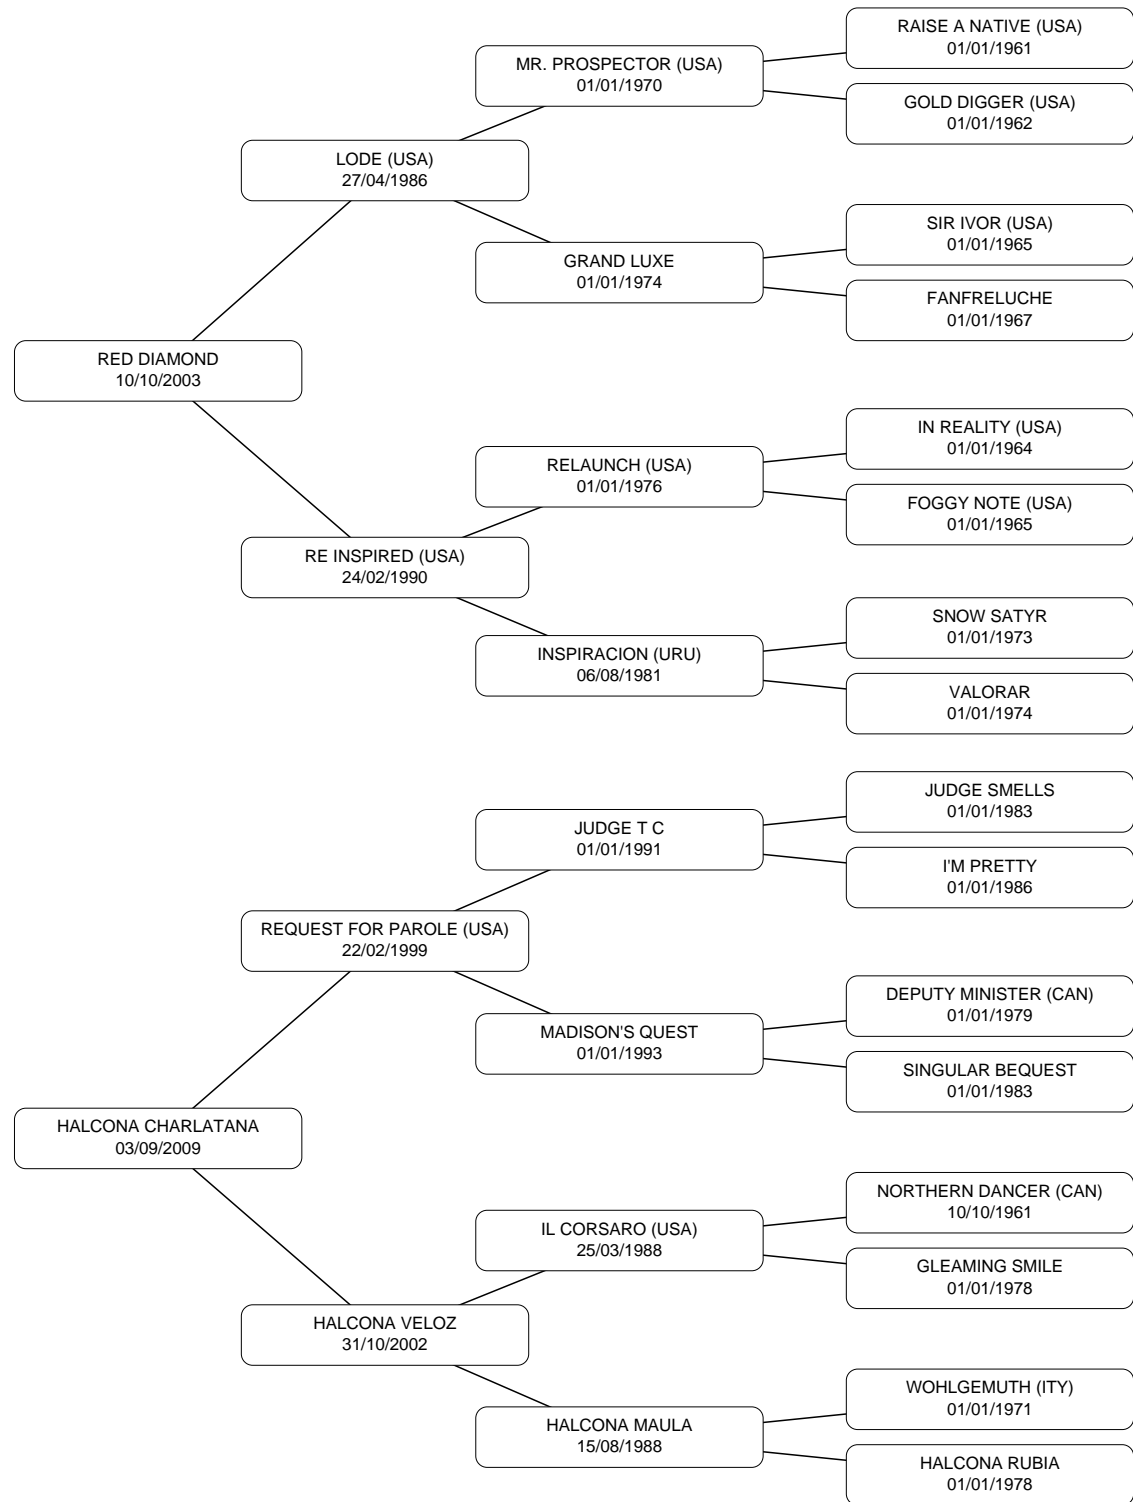 RAISE A NATIVE (USA)
01/01/1961
MR. PROSPECTOR (USA)
01/01/1970
GOLD DIGGER (USA)
01/01/1962
LODE (USA)
27/04/1986
SIR IVOR (USA)
01/01/1965
GRAND LUXE
01/01/1974
FANFRELUCHE
01/01/1967
RED DIAMOND
10/10/2003
IN REALITY (USA)
01/01/1964
RELAUNCH (USA)
01/01/1976
FOGGY NOTE (USA)
01/01/1965
RE INSPIRED (USA)
24/02/1990
SNOW SATYR
01/01/1973
INSPIRACION (URU)
06/08/1981
VALORAR
01/01/1974
JUDGE SMELLS
01/01/1983
JUDGE T C
01/01/1991
I'M PRETTY
01/01/1986
REQUEST FOR PAROLE (USA)
22/02/1999
DEPUTY MINISTER (CAN)
01/01/1979
MADISON'S QUEST
01/01/1993
SINGULAR BEQUEST
01/01/1983
HALCONA CHARLATANA
03/09/2009
NORTHERN DANCER (CAN)
10/10/1961
IL CORSARO (USA)
25/03/1988
GLEAMING SMILE
01/01/1978
HALCONA VELOZ
31/10/2002
WOHLGEMUTH (ITY)
01/01/1971
HALCONA MAULA
15/08/1988
HALCONA RUBIA
01/01/1978